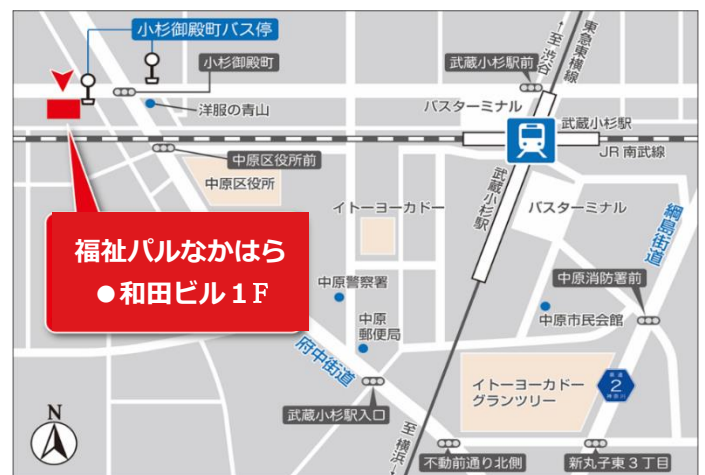 小杉御殿町バス停
小杉御殿町
洋服の青山
中原区役所前
中原区役所
福祉パルなかはら
●和田ビル1F
イトーヨーカドー
中原警察署
中原
郵便局
府中街道
武蔵小杉駅入口
N
武蔵小杉駅前
←至 渋谷
東急東横線
バスターミナル
武蔵小杉駅
JR 南武線
武蔵小杉駅
バスターミナル
綱島街道
中原消防署前
中原市民会館
イトーヨーカドー
グランツリー
県道
2
神奈川
至 横浜→
不動前通り北側
新丸子東3丁目